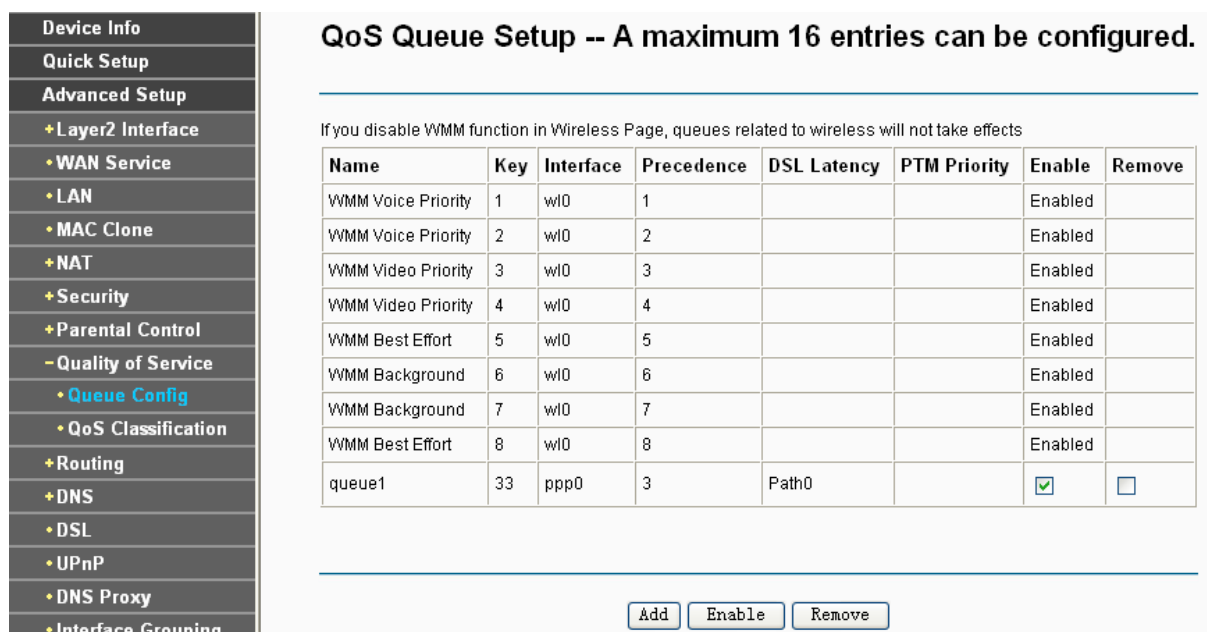 Device Info
Quick Setup
Advanced Setup
+Layer2 Interface
•WAN Service
•LAN
•MAC Clone
+NAT
+Security
+Parental Control
-Quality of Service
•Queue Config
•QoS Classification
+Routing
+DNS
•DSL
•UPnP
•DNS Proxy
•Interface Grouping
QoS Queue Setup -- A maximum 16 entries can be configured.
If you disable WMM function in Wireless Page, queues related to wireless will not take effects
Name Key Interface Precedence DSL Latency PTM Priority Enable Remove
WMM Voice Priority 1 wl0 1 Enabled
WMM Voice Priority 2 wl0 2 Enabled
WMM Video Priority 3 wl0 3 Enabled
WMM Video Priority 4 wl0 4 Enabled
WMM Best Effort 5 wl0 5 Enabled
WMM Background 6 wl0 6 Enabled
WMM Background 7 wl0 7 Enabled
WMM Best Effort 8 wl0 8 Enabled
queue1 33 ppp0 3 Path0
Add Enable Remove